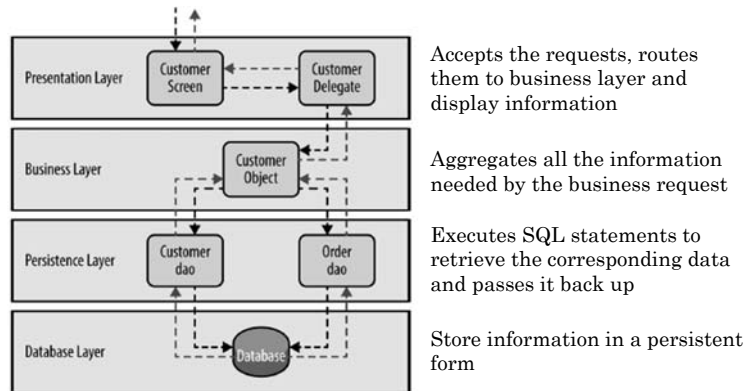 Presentation Layer
Customer
Screen
Customer
Delegate
Accepts the requests, routes
them to business layer and
display information
Business Layer
Customer
Object
Aggregates all the information
needed by the business request
Persistence Layer
Customer
dao
Order
dao
Executes SQL statements to
retrieve the corresponding data
and passes it back up
Database Layer
Database
Store information in a persistent
form